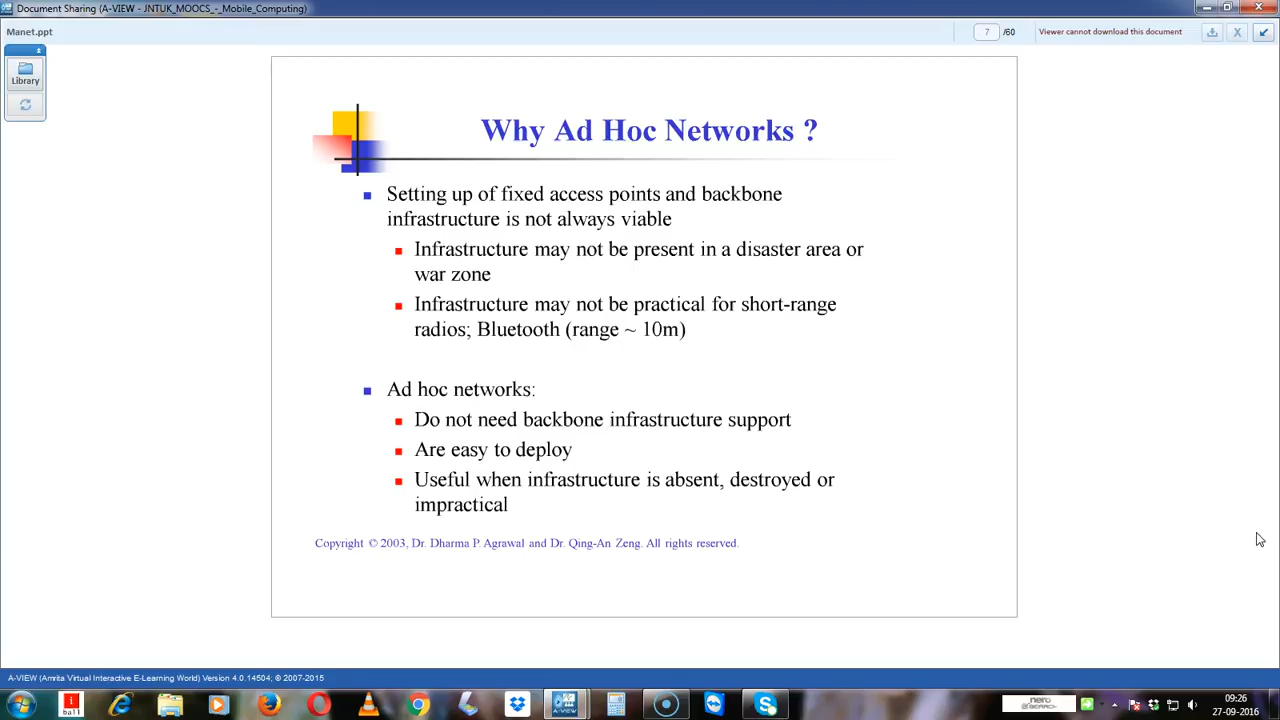 Document Sharing (A-VIEW - JNTUK_MOOCS_-_Mobile_Computing)
Manet.ppt
7 /60
Viewer cannot download this document
X
Library
Why Ad Hoc Networks ?
Setting up of fixed access points and backbone
infrastructure is not always viable
Infrastructure may not be present in a disaster area or
war zone
Infrastructure may not be practical for short-range
radios; Bluetooth (range ~ 10m)
Ad hoc networks:
Do not need backbone infrastructure support
Are easy to deploy
Useful when infrastructure is absent, destroyed or
impractical
Copyright © 2003, Dr. Dharma P. Agrawal and Dr. Qing-An Zeng. All rights reserved.
A-VIEW (Amrita Virtual Interactive E-Learning World) Version 4.0.14504; © 2007-2015
i
ball
A-VIEW
nero
SEARCH
09:26
27-09-2016